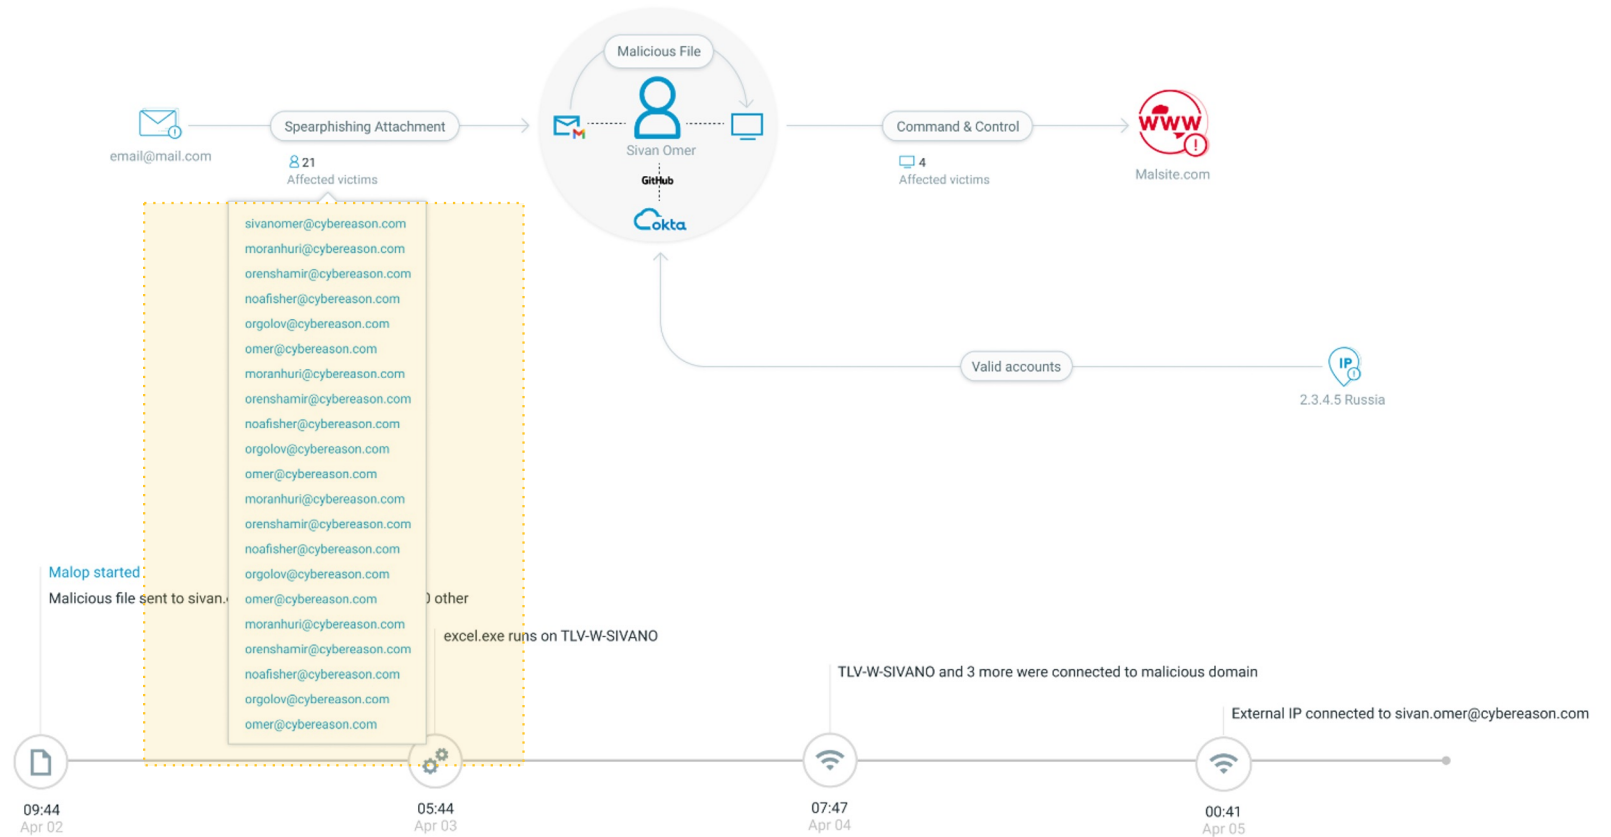 Malicious File
Spearphishing Attachment
Command & Control
www
email@mail.com
Sivan Omer
21
Affected victims
4
Affected victims
Malsite.com
GitHub
okta
sivanomer@cybereason.com
moranhuri@cybereason.com
orenshamir@cybereason.com
noafisher@cybereason.com
orgolov@cybereason.com
omer@cybereason.com
moranhuri@cybereason.com
orenshamir@cybereason.com
noafisher@cybereason.com
orgolov@cybereason.com
omer@cybereason.com
moranhuri@cybereason.com
orenshamir@cybereason.com
noafisher@cybereason.com
orgolov@cybereason.com
omer@cybereason.com
moranhuri@cybereason.com
orenshamir@cybereason.com
noafisher@cybereason.com
orgolov@cybereason.com
omer@cybereason.com
Valid accounts
IP
2.3.4.5 Russia
Malop started
Malicious file sent to sivan. other
excel.exe runs on TLV-W-SIVANO
TLV-W-SIVANO and 3 more were connected to malicious domain
External IP connected to sivan.omer@cybereason.com
09:44
Apr 02
05:44
Apr 03
07:47
Apr 04
00:41
Apr 05